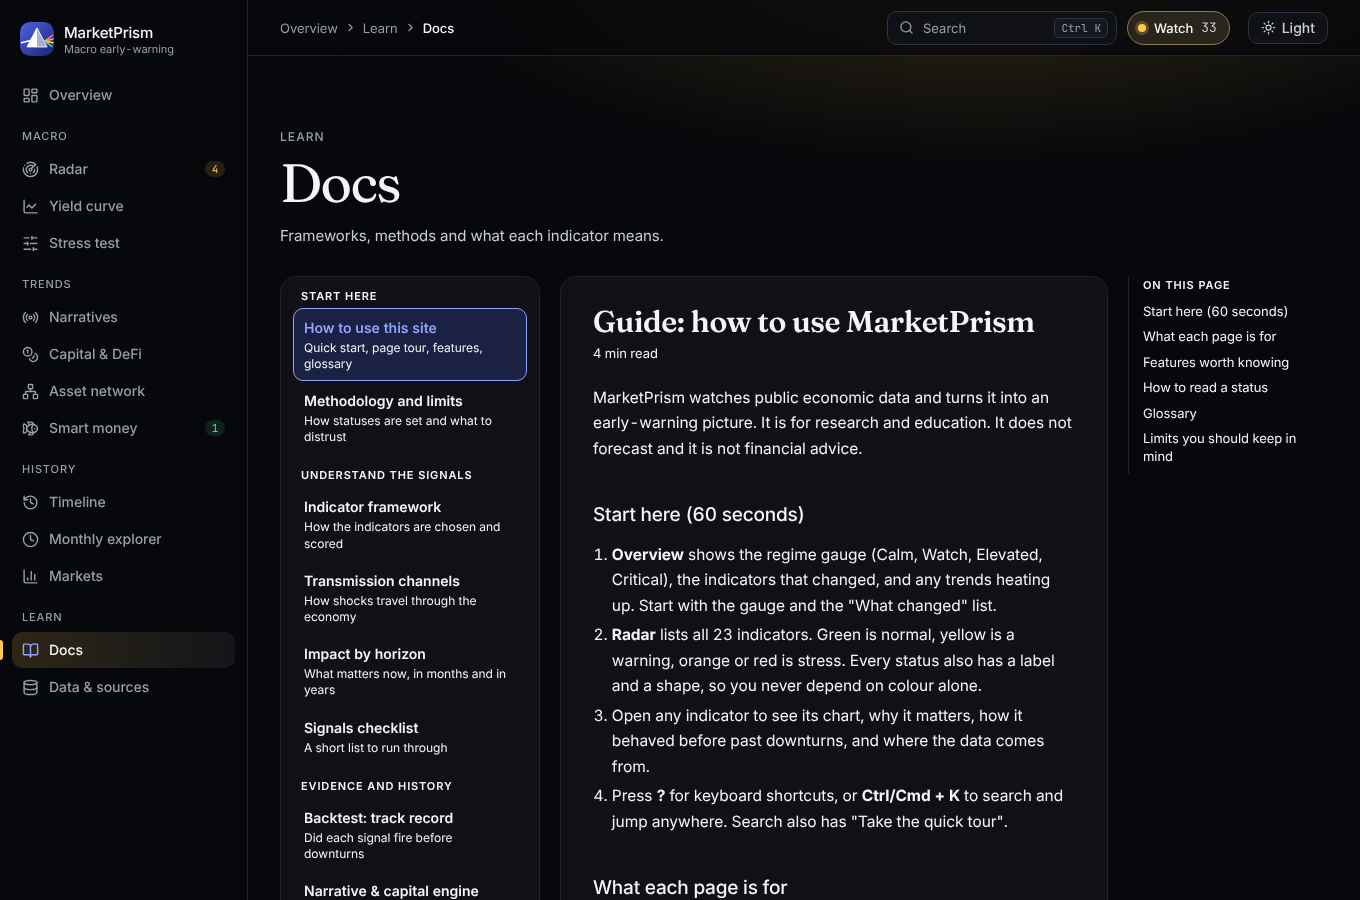 MarketPrism
Macro early-warning
Overview
MACRO
Radar 4
Yield curve
Stress test
TRENDS
Narratives
Capital & DeFi
Asset network
Smart money 1
HISTORY
Timeline
Monthly explorer
Markets
LEARN
Docs
Data & sources
Overview > Learn > Docs
Search Ctrl K
Watch 33
Light
LEARN
Docs
Frameworks, methods and what each indicator means.
START HERE
How to use this site
Quick start, page tour, features,
glossary
Methodology and limits
How statuses are set and what to
distrust
UNDERSTAND THE SIGNALS
Indicator framework
How the indicators are chosen and
scored
Transmission channels
How shocks travel through the
economy
Impact by horizon
What matters now, in months and in
years
Signals checklist
A short list to run through
EVIDENCE AND HISTORY
Backtest: track record
Did each signal fire before
downturns
Narrative & capital engine
Guide: how to use MarketPrism
4 min read
MarketPrism watches public economic data and turns it into an
early-warning picture. It is for research and education. It does not
forecast and it is not financial advice.
Start here (60 seconds)
1. Overview shows the regime gauge (Calm, Watch, Elevated,
Critical), the indicators that changed, and any trends heating
up. Start with the gauge and the "What changed" list.
2. Radar lists all 23 indicators. Green is normal, yellow is a
warning, orange or red is stress. Every status also has a label
and a shape, so you never depend on colour alone.
3. Open any indicator to see its chart, why it matters, how it
behaved before past downturns, and where the data comes
from.
4. Press ? for keyboard shortcuts, or Ctrl/Cmd + K to search and
jump anywhere. Search also has "Take the quick tour".
What each page is for
ON THIS PAGE
Start here (60 seconds)
What each page is for
Features worth knowing
How to read a status
Glossary
Limits you should keep in
mind